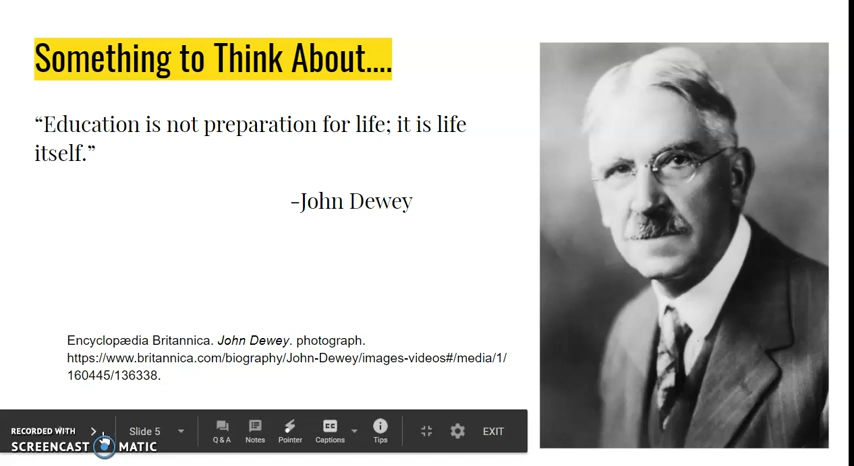 Something to Think About....
“Education is not preparation for life; it is life
itself.”
-John Dewey
Encyclopædia Britannica. John Dewey. photograph.
https://www.britannica.com/biography/John-Dewey/images-videos#/media/1/
160445/136338.
RECORDED WITH
SCREENCAST MATIC
Slide 5
Q & A
Notes
Pointer
Captions
Tips
EXIT